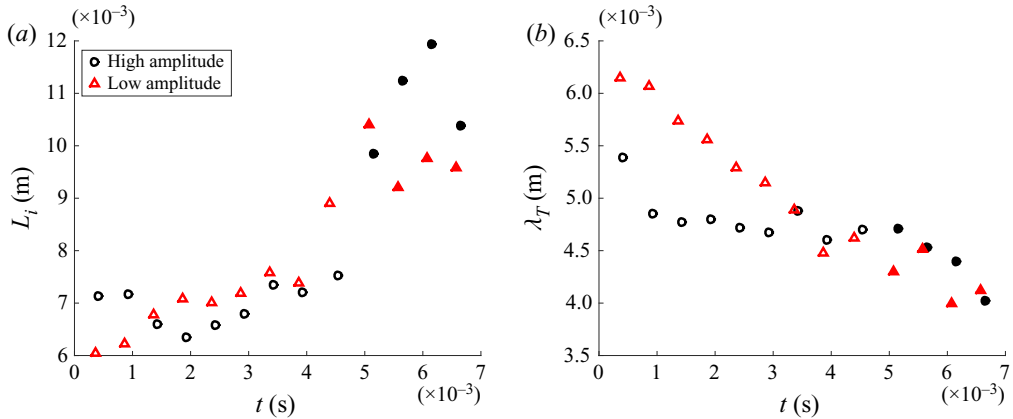 (×10⁻³)
(a)
12
11
10
9
8
7
6
L_i (m)
High amplitude
Low amplitude
0 1 2 3 4 5 6 7
t (s)
(×10⁻³)
(×10⁻³)
(b)
6.5
6.0
5.5
5.0
4.5
4.0
3.5
λ_T (m)
0 1 2 3 4 5 6 7
t (s)
(×10⁻³)